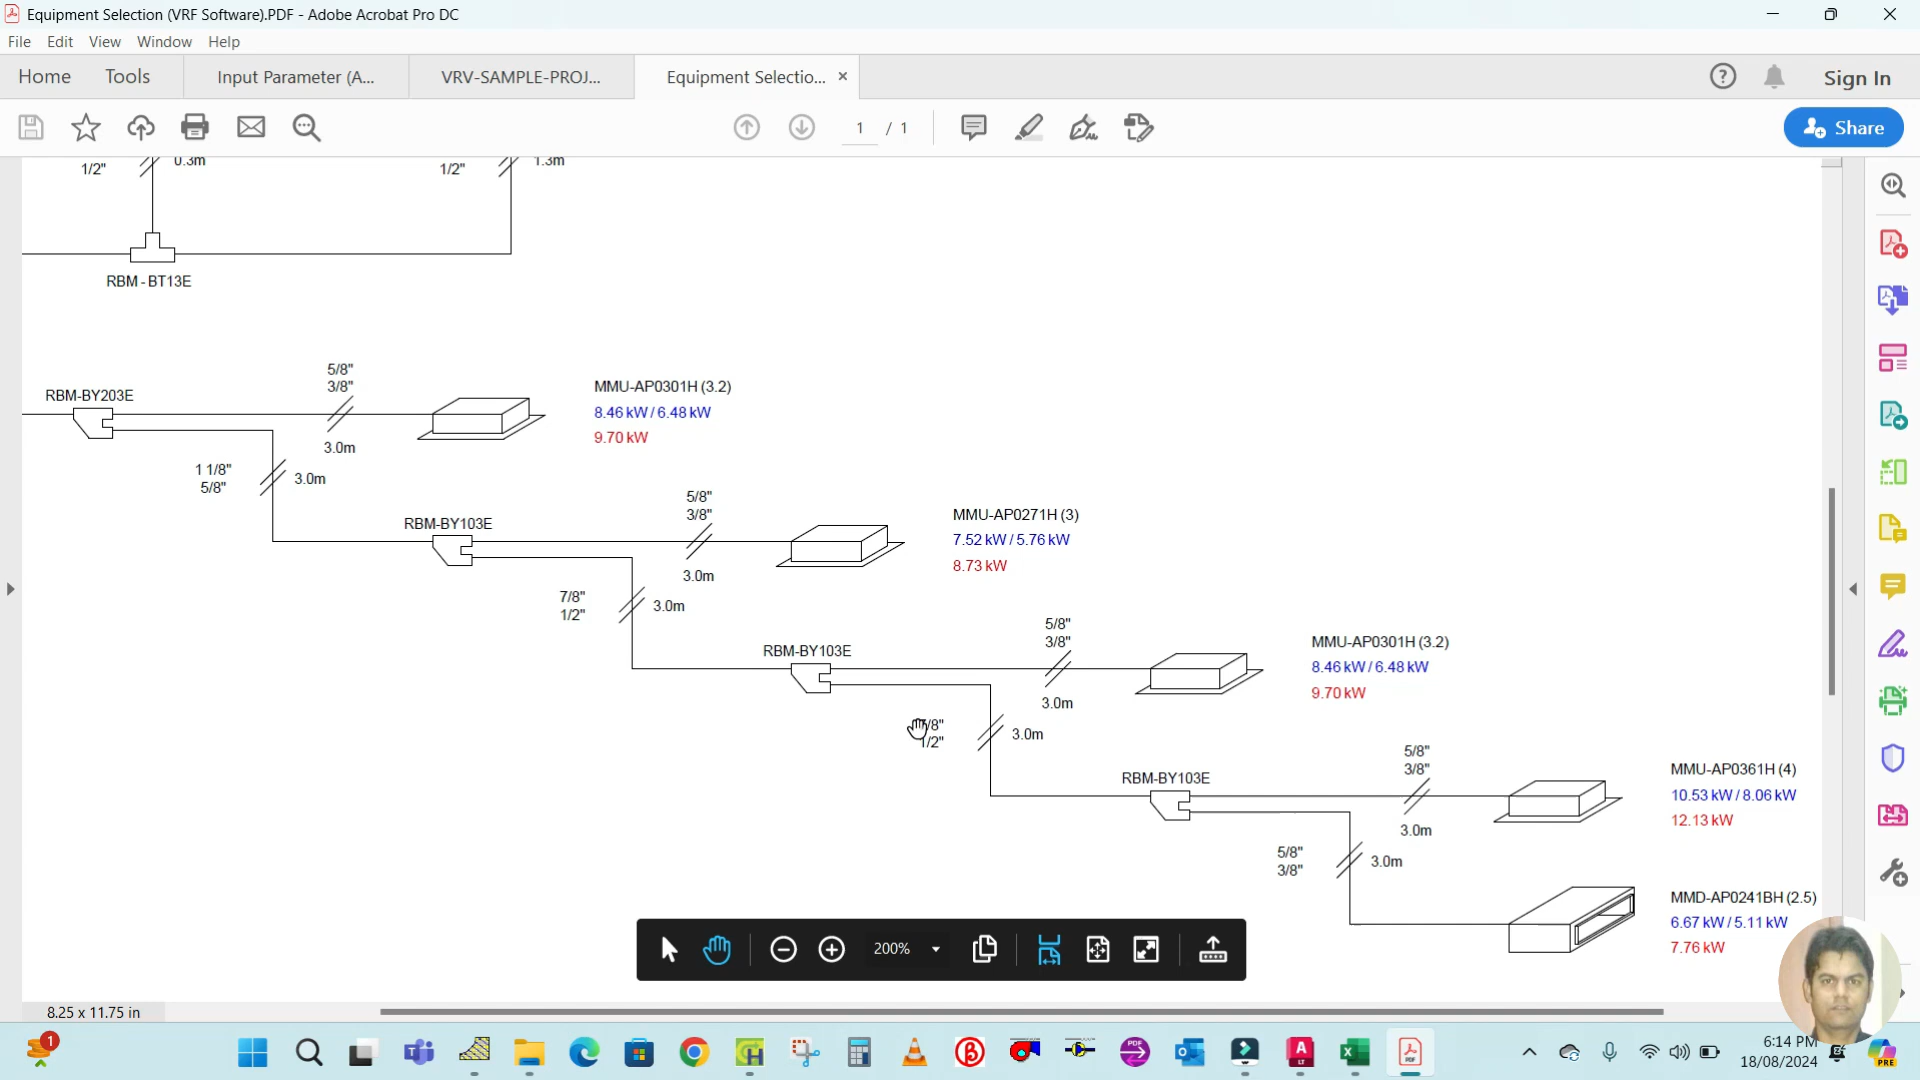 Equipment Selection (VRF Software).PDF - Adobe Acrobat Pro DC
File Edit View Window Help
Home Tools Input Parameter (A... VRV-SAMPLE-PROJ... Equipment Selectio... × Sign In
1 / 1
Share
1/2" 0.3m
1/2" 1.3m
RBM-BT13E
RBM-BY203E
5/8"
3/8"
3.0m
MMU-AP0301H (3.2)
8.46 kW / 6.48 kW
9.70 kW
1 1/8"
5/8"
3.0m
RBM-BY103E
5/8"
3/8"
3.0m
MMU-AP0271H (3)
7.52 kW / 5.76 kW
8.73 kW
7/8"
1/2"
3.0m
RBM-BY103E
5/8"
3/8"
3.0m
MMU-AP0301H (3.2)
8.46 kW / 6.48 kW
9.70 kW
/8"
1/2"
3.0m
RBM-BY103E
5/8"
3/8"
3.0m
MMU-AP0361H (4)
10.53 kW / 8.06 kW
12.13 kW
5/8"
3/8"
3.0m
MMD-AP0241BH (2.5)
6.67 kW / 5.11 kW
7.76 kW
200%
8.25 x 11.75 in
1
PDF
6:14 PM
18/08/2024
PRE